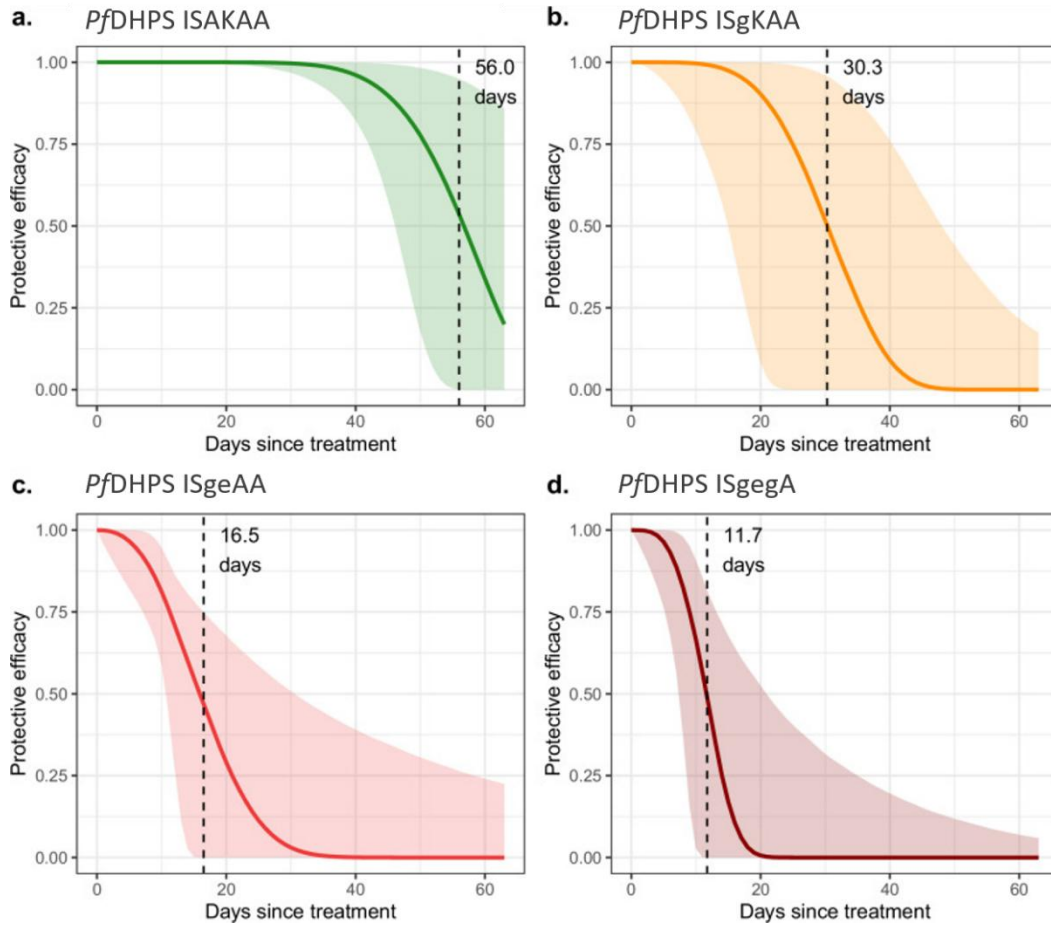 a. PfDHPS ISAKAA
1.00
0.75
0.50
0.25
0.00
Protective efficacy
56.0
days
0 20 40 60
Days since treatment
b. PfDHPS ISgKAA
1.00
0.75
0.50
0.25
0.00
Protective efficacy
30.3
days
0 20 40 60
Days since treatment
c. PfDHPS ISgeAA
1.00
0.75
0.50
0.25
0.00
Protective efficacy
16.5
days
0 20 40 60
Days since treatment
d. PfDHPS ISgegA
1.00
0.75
0.50
0.25
0.00
Protective efficacy
11.7
days
0 20 40 60
Days since treatment